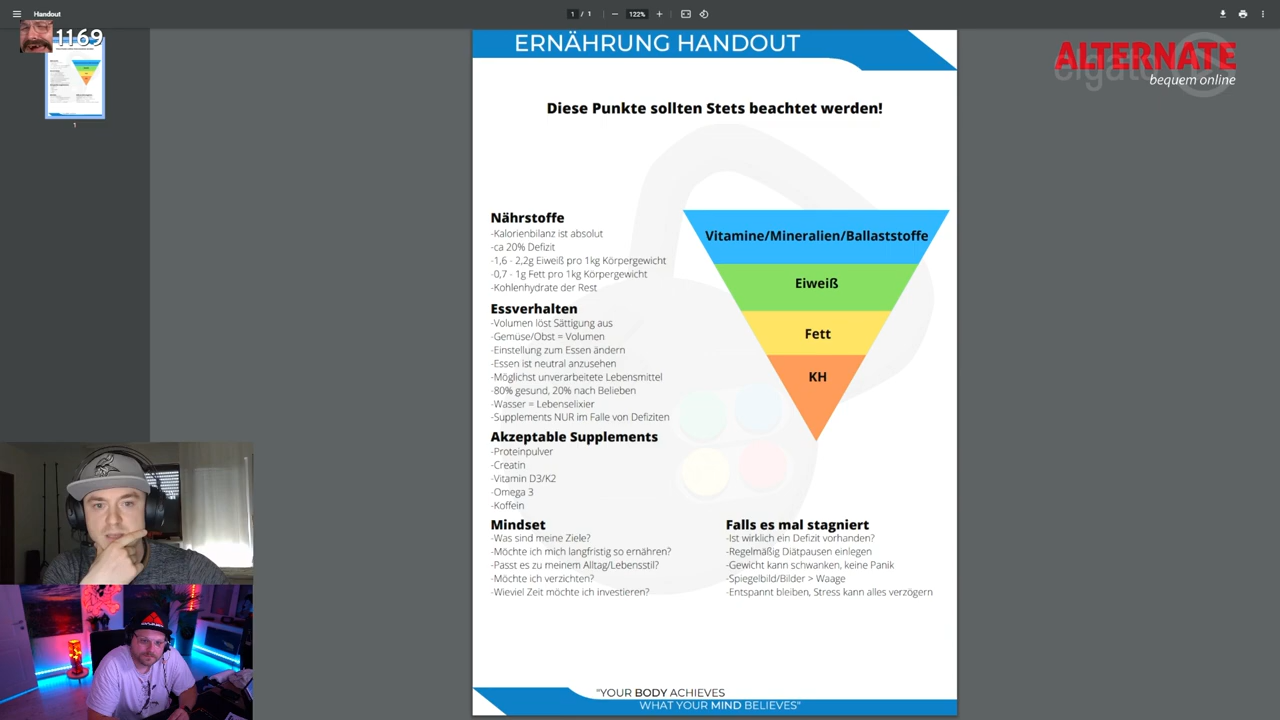 Handout
1 / 1
122%
1169
ALTERNATE
bequem online
elgato
1
ERNÄHRUNG HANDOUT
Diese Punkte sollten Stets beachtet werden!
Nährstoffe
-Kalorienbilanz ist absolut
-ca 20% Defizit
-1,6 - 2,2g Eiweiß pro 1kg Körpergewicht
-0,7 - 1g Fett pro 1kg Körpergewicht
-Kohlenhydrate der Rest
Vitamine/Mineralien/Ballaststoffe
Eiweiß
Fett
KH
Essverhalten
-Volumen löst Sättigung aus
-Gemüse/Obst = Volumen
-Einstellung zum Essen ändern
-Essen ist neutral anzusehen
-Möglichst unverarbeitete Lebensmittel
-80% gesund, 20% nach Belieben
-Wasser = Lebenselixier
-Supplements NUR im Falle von Defiziten
Akzeptable Supplements
-Proteinpulver
-Creatin
-Vitamin D3/K2
-Omega 3
-Koffein
Mindset
-Was sind meine Ziele?
-Möchte ich mich langfristig so ernähren?
-Passt es zu meinem Alltag/Lebensstil?
-Möchte ich verzichten?
-Wieviel Zeit möchte ich investieren?
Falls es mal stagniert
-Ist wirklich ein Defizit vorhanden?
-Regelmäßig Diätpausen einlegen
-Gewicht kann schwanken, keine Panik
-Spiegelbild/Bilder > Waage
-Entspannt bleiben, Stress kann alles verzögern
"YOUR BODY ACHIEVES
WHAT YOUR MIND BELIEVES"